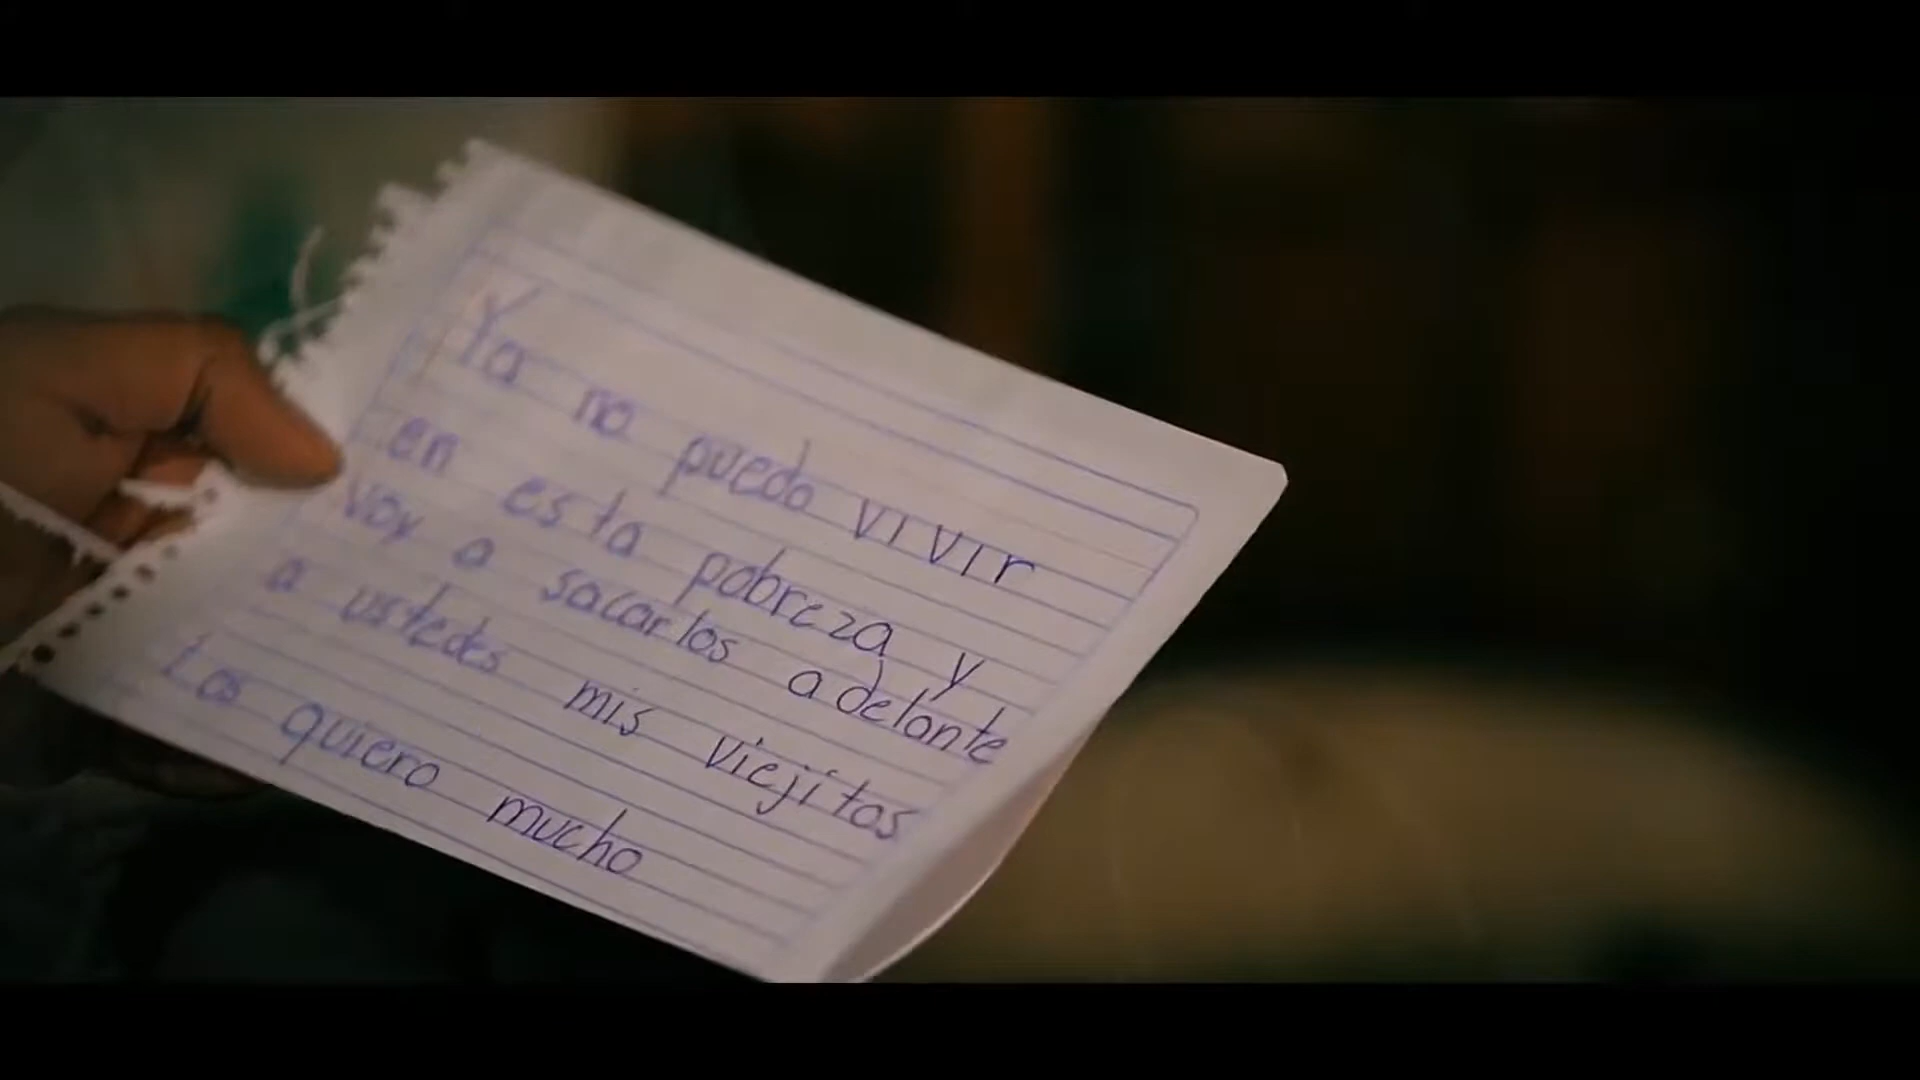 Ya no puedo vivir
en esta pobreza y
voy a sacarlos adelante
a ustedes mis viejitos
Los quiero mucho